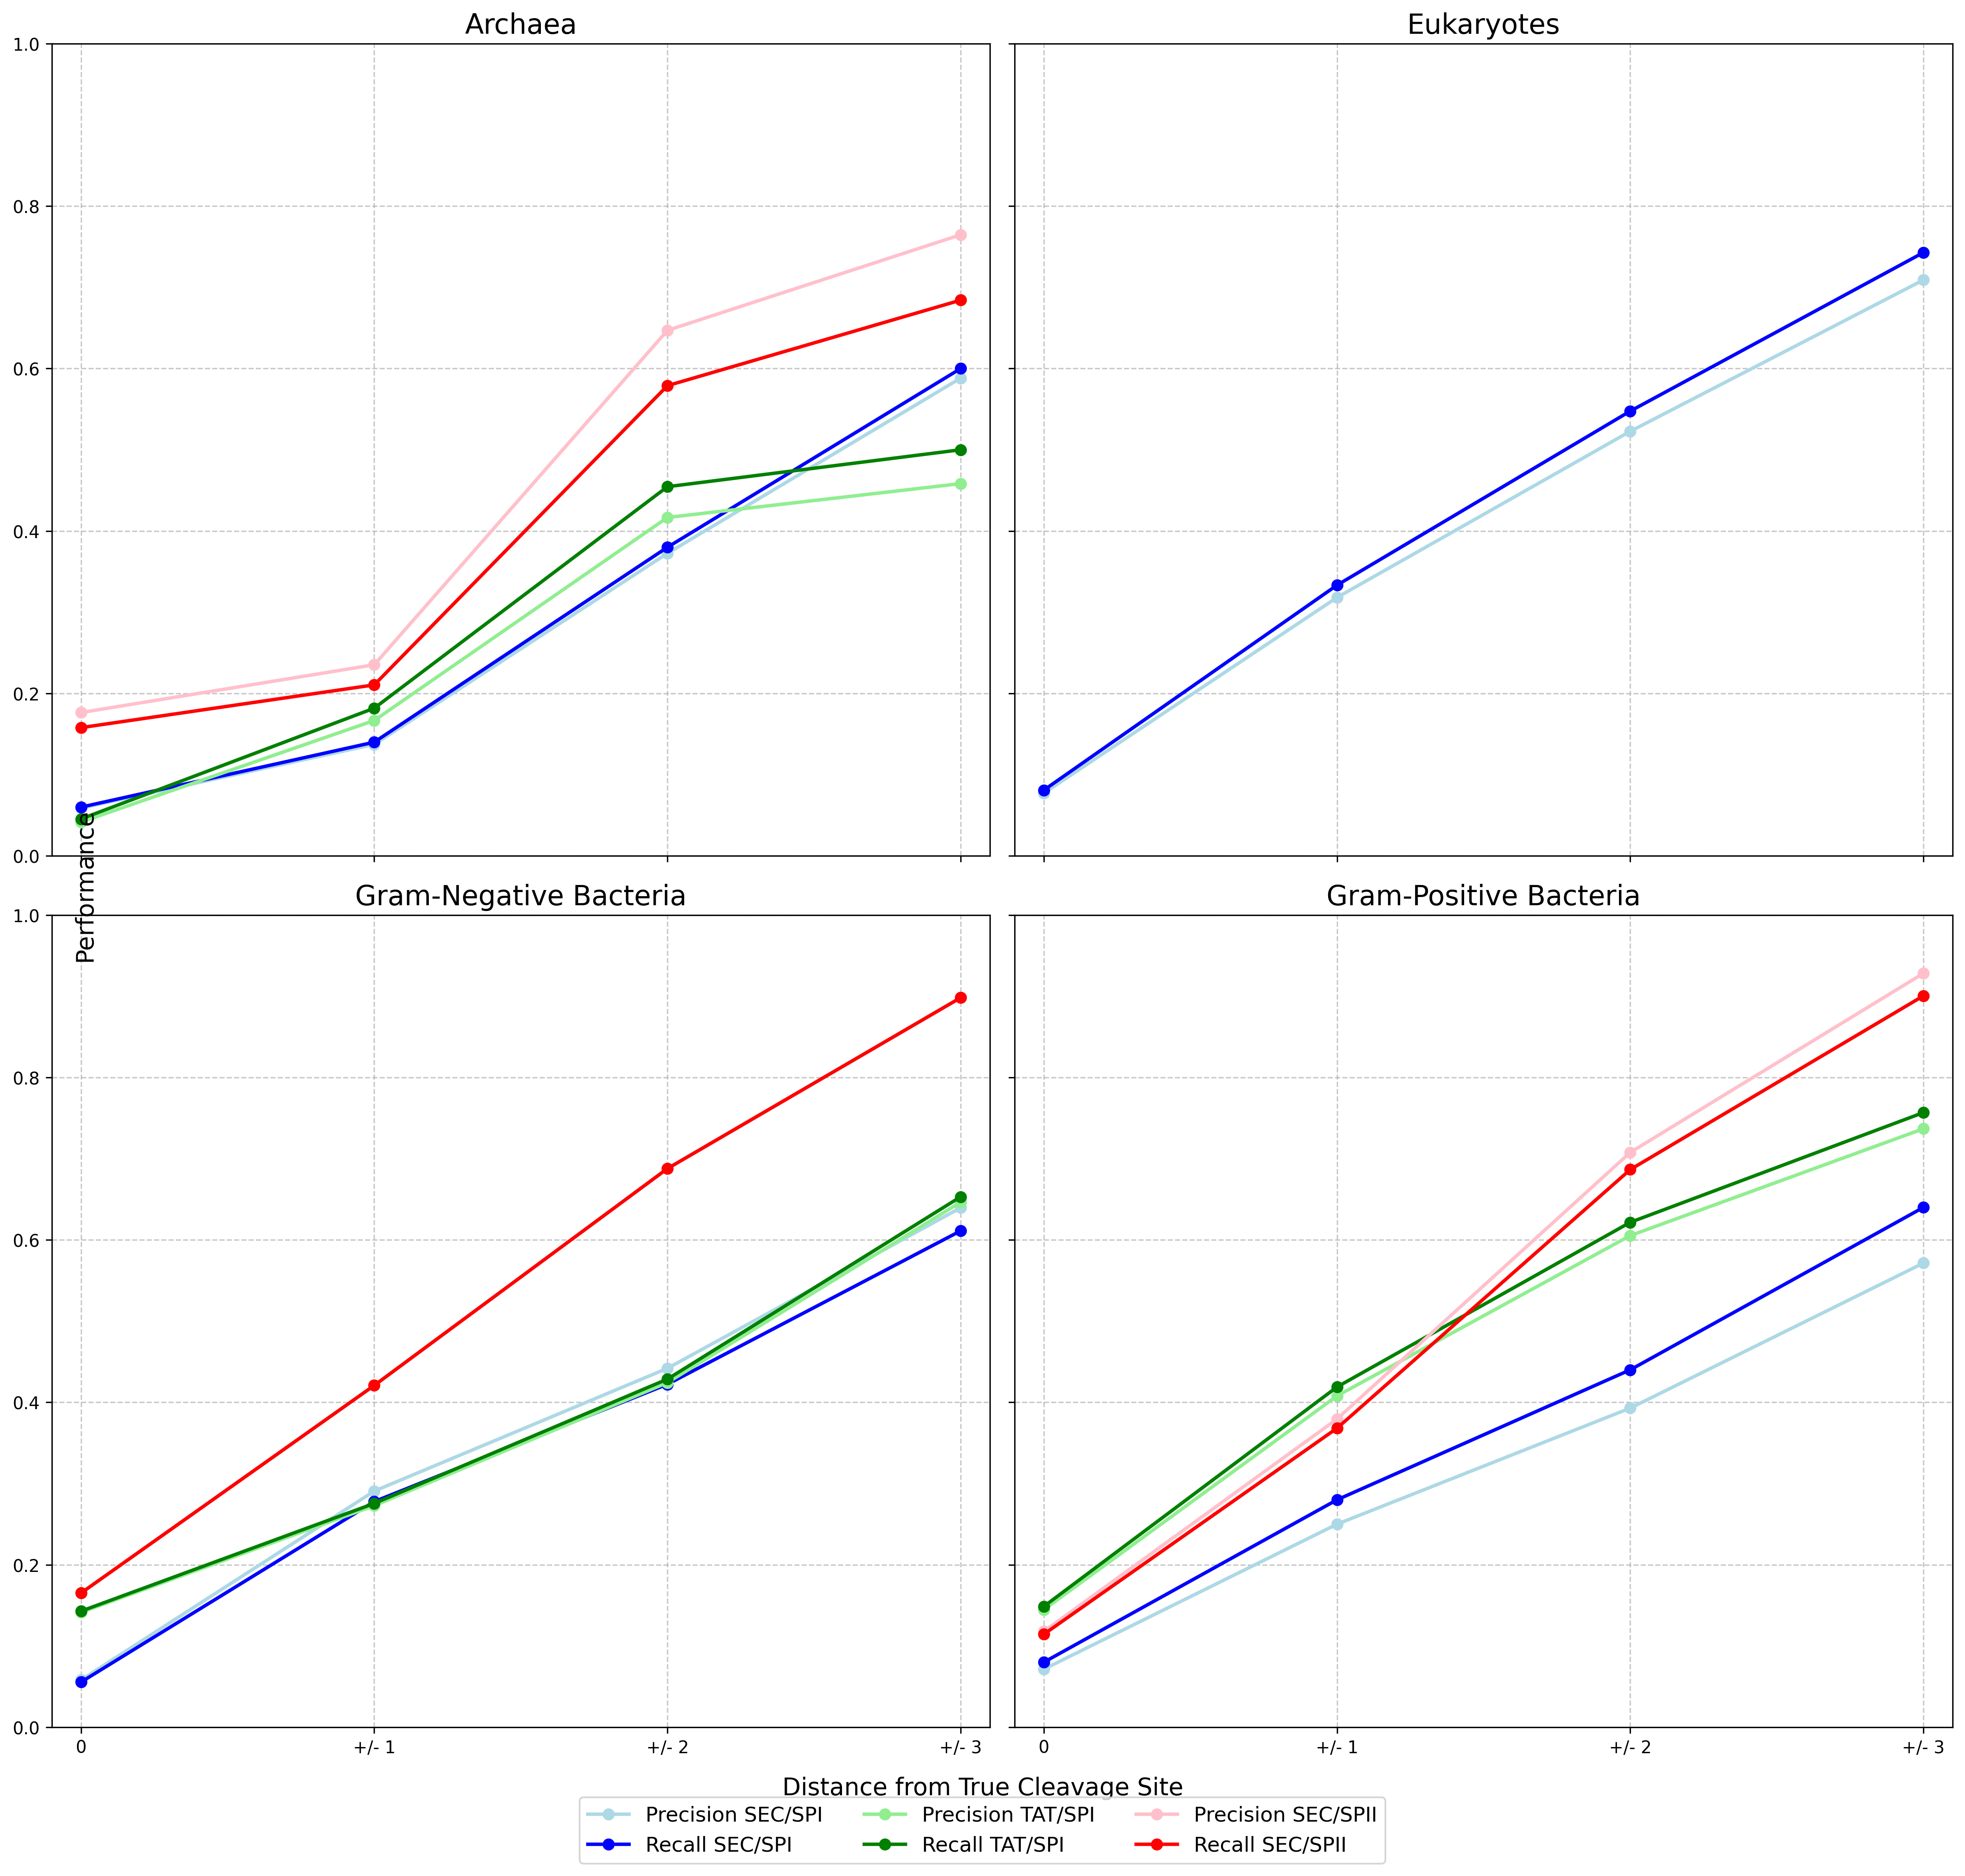 Archaea
Eukaryotes
1.0
0.8
0.6
0.4
0.2
0.0
Performance
Gram-Negative Bacteria
Gram-Positive Bacteria
1.0
0.8
0.6
0.4
0.2
0.0
0 +/- 1 +/- 2 +/- 3
0 +/- 1 +/- 2 +/- 3
Distance from True Cleavage Site
Precision SEC/SPI
Recall SEC/SPI
Precision TAT/SPI
Recall TAT/SPI
Precision SEC/SPII
Recall SEC/SPII